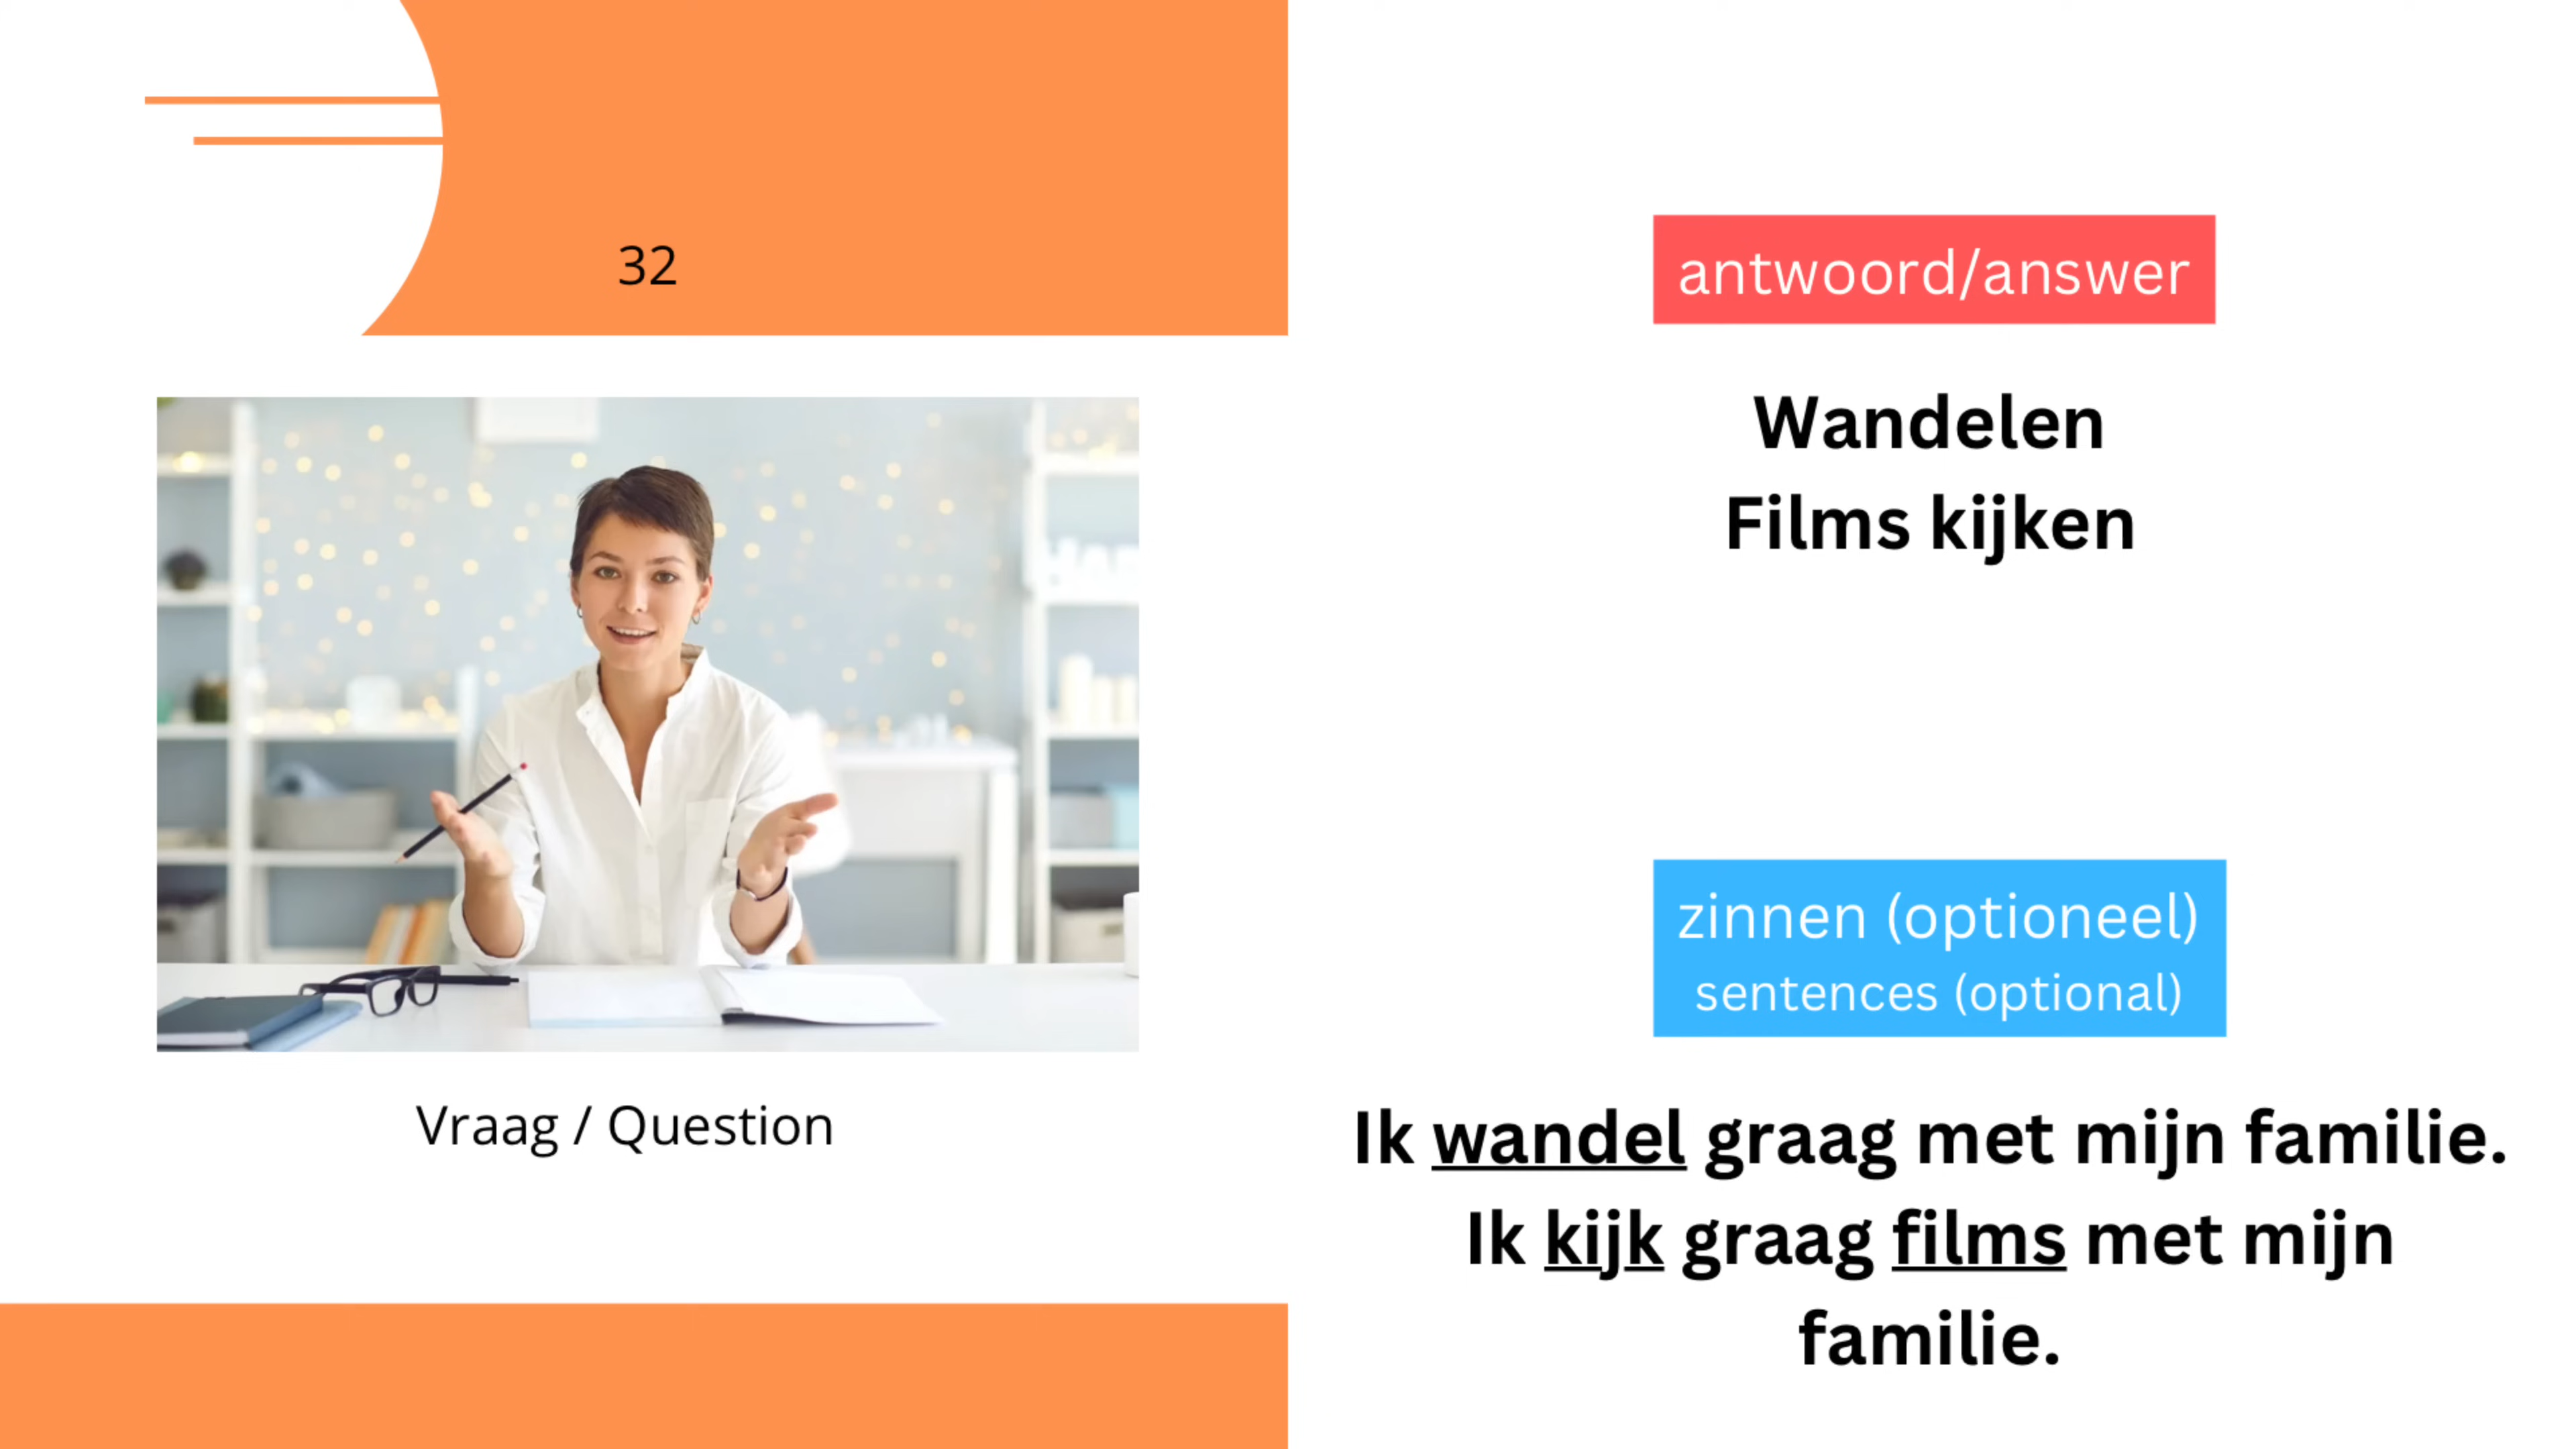 32
Vraag / Question
antwoord/answer
Wandelen
Films kijken
zinnen (optioneel)
sentences (optional)
Ik wandel graag met mijn familie.
Ik kijk graag films met mijn
familie.